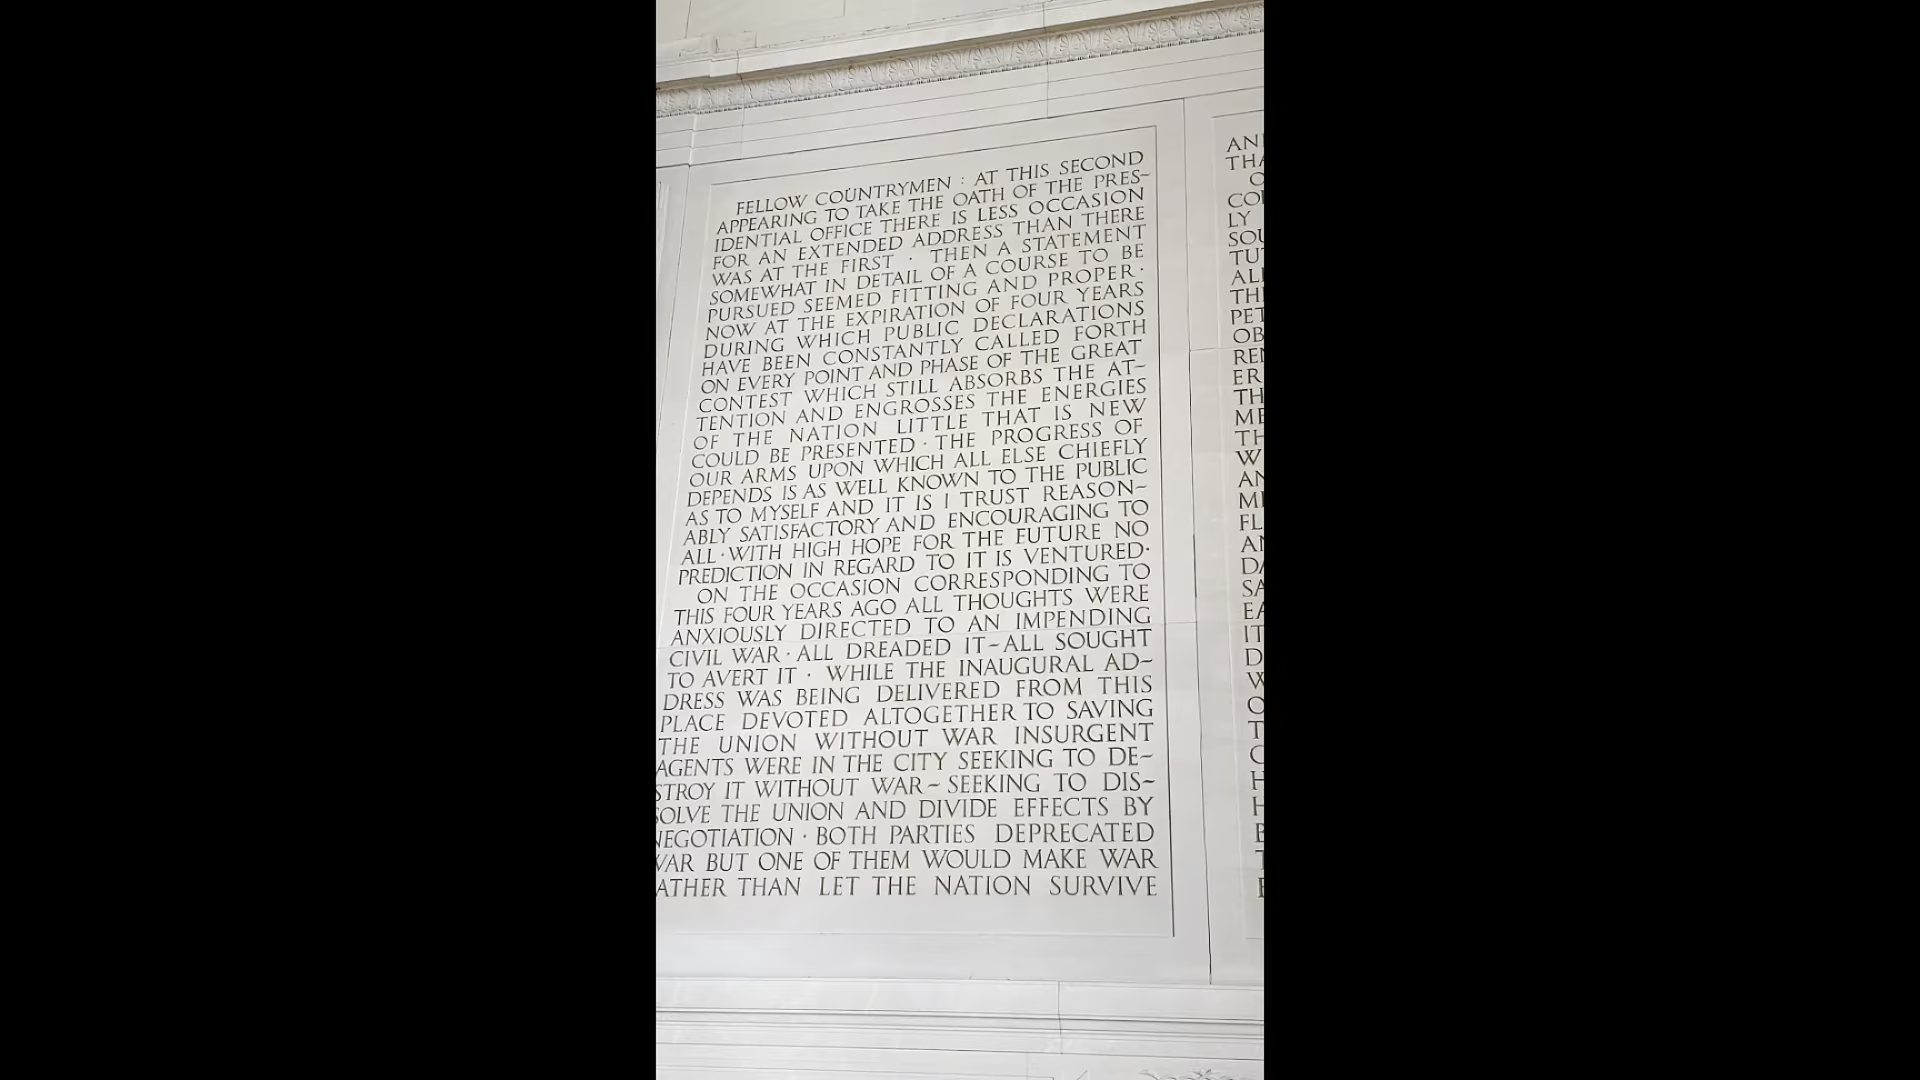 FELLOW COUNTRYMEN : AT THIS SECOND
APPEARING TO TAKE THE OATH OF THE PRES-
IDENTIAL OFFICE THERE IS LESS OCCASION
FOR AN EXTENDED ADDRESS THAN THERE
WAS AT THE FIRST · THEN A STATEMENT
SOMEWHAT IN DETAIL OF A COURSE TO BE
PURSUED SEEMED FITTING AND PROPER ·
NOW AT THE EXPIRATION OF FOUR YEARS
DURING WHICH PUBLIC DECLARATIONS
HAVE BEEN CONSTANTLY CALLED FORTH
ON EVERY POINT AND PHASE OF THE GREAT
CONTEST WHICH STILL ABSORBS THE AT-
TENTION AND ENGROSSES THE ENERGIES
OF THE NATION LITTLE THAT IS NEW
COULD BE PRESENTED · THE PROGRESS OF
OUR ARMS UPON WHICH ALL ELSE CHIEFLY
DEPENDS IS AS WELL KNOWN TO THE PUBLIC
AS TO MYSELF AND IT IS I TRUST REASON-
ABLY SATISFACTORY AND ENCOURAGING TO
ALL · WITH HIGH HOPE FOR THE FUTURE NO
PREDICTION IN REGARD TO IT IS VENTURED ·
ON THE OCCASION CORRESPONDING TO
THIS FOUR YEARS AGO ALL THOUGHTS WERE
ANXIOUSLY DIRECTED TO AN IMPENDING
CIVIL WAR · ALL DREADED IT ~ ALL SOUGHT
TO AVERT IT · WHILE THE INAUGURAL AD-
DRESS WAS BEING DELIVERED FROM THIS
PLACE DEVOTED ALTOGETHER TO SAVING
THE UNION WITHOUT WAR INSURGENT
AGENTS WERE IN THE CITY SEEKING TO DE-
STROY IT WITHOUT WAR ~ SEEKING TO DIS-
SOLVE THE UNION AND DIVIDE EFFECTS BY
NEGOTIATION · BOTH PARTIES DEPRECATED
WAR BUT ONE OF THEM WOULD MAKE WAR
ATHER THAN LET THE NATION SURVIVE